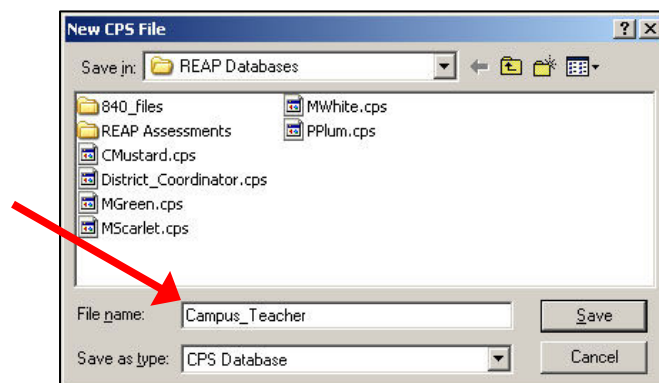 New CPS File
Save in: REAP Databases
840_files
REAP Assessments
CMustard.cps
District_Coordinator.cps
MGreen.cps
MScarlet.cps
MWhite.cps
PPlum.cps
File name: Campus_Teacher Save
Save as type: CPS Database Cancel